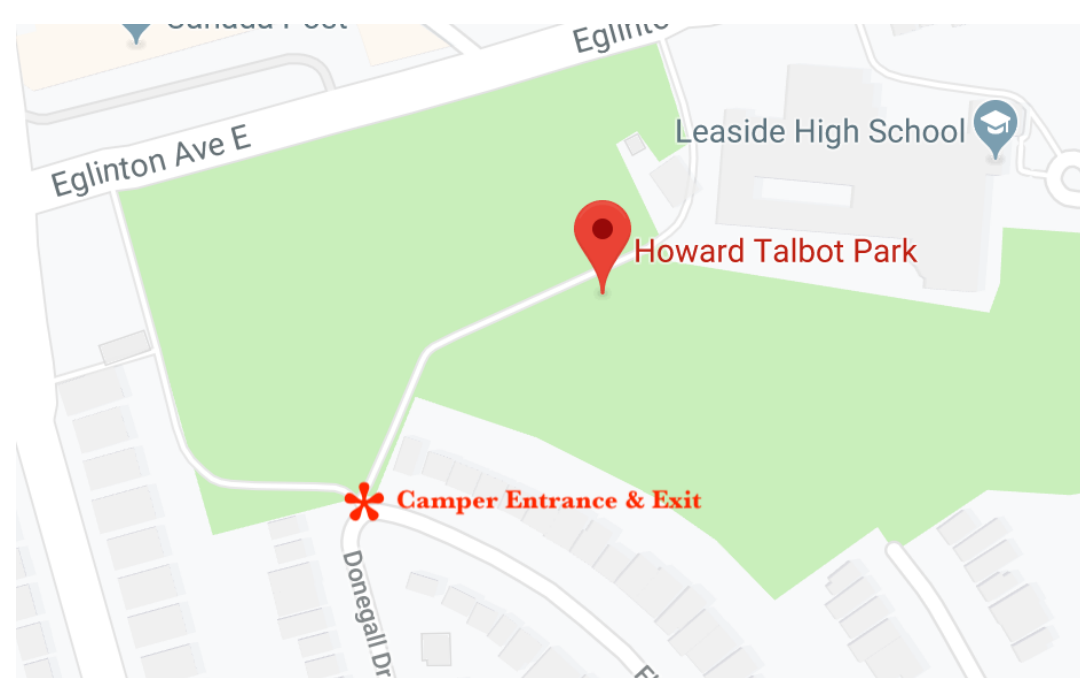 Eglinton Ave E
Leaside High School
Howard Talbot Park
Camper Entrance & Exit
Donegall Dr